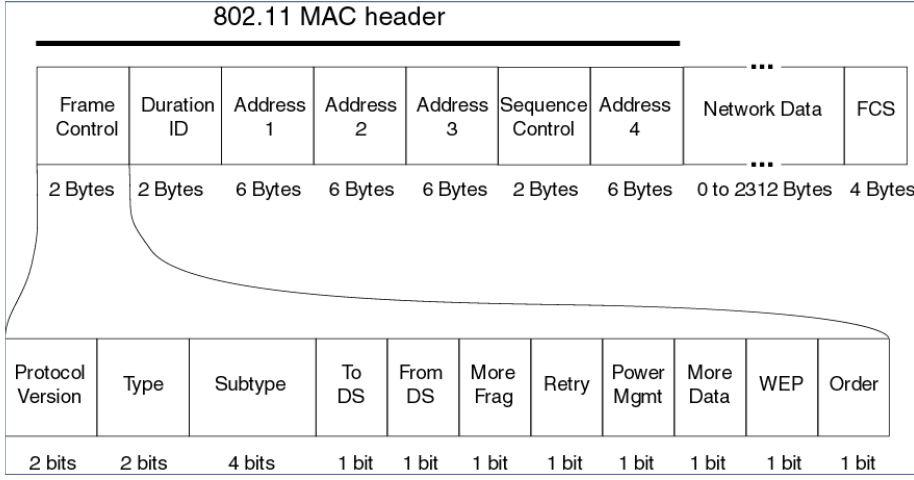 802.11 MAC header
Frame Control
Duration ID
Address 1
Address 2
Address 3
Sequence Control
Address 4
... Network Data ...
FCS
2 Bytes 2 Bytes 6 Bytes 6 Bytes 6 Bytes 2 Bytes 6 Bytes 0 to 2312 Bytes 4 Bytes
Protocol Version
Type
Subtype
To DS
From DS
More Frag
Retry
Power Mgmt
More Data
WEP
Order
2 bits 2 bits 4 bits 1 bit 1 bit 1 bit 1 bit 1 bit 1 bit 1 bit 1 bit